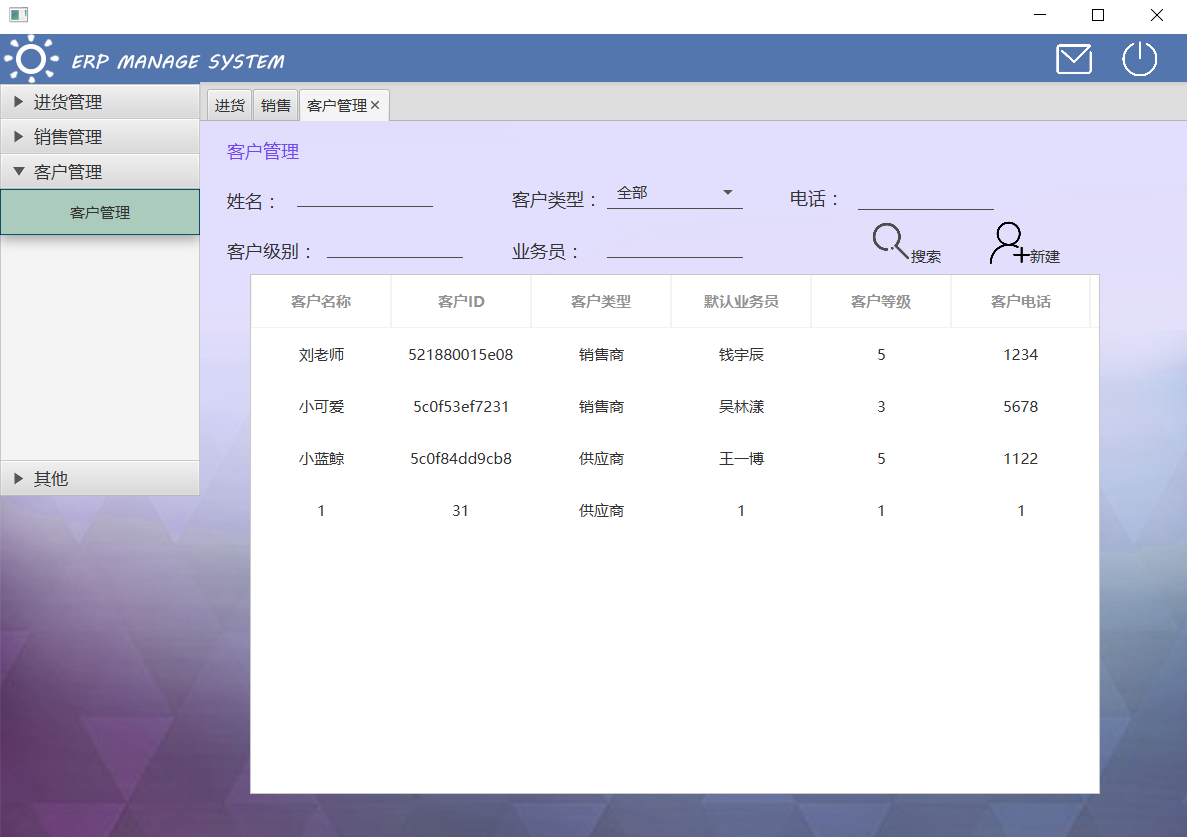 ERP MANAGE SYSTEM
进货管理
销售管理
客户管理
客户管理
其他
进货 销售 客户管理
客户管理
姓名： 客户类型： 全部 电话：
客户级别： 业务员： 搜索 新建
客户名称 客户ID 客户类型 默认业务员 客户等级 客户电话
刘老师 521880015e08 销售商 钱宇辰 5 1234
小可爱 5c0f53ef7231 销售商 吴林漾 3 5678
小蓝鲸 5c0f84dd9cb8 供应商 王一博 5 1122
1 31 供应商 1 1 1